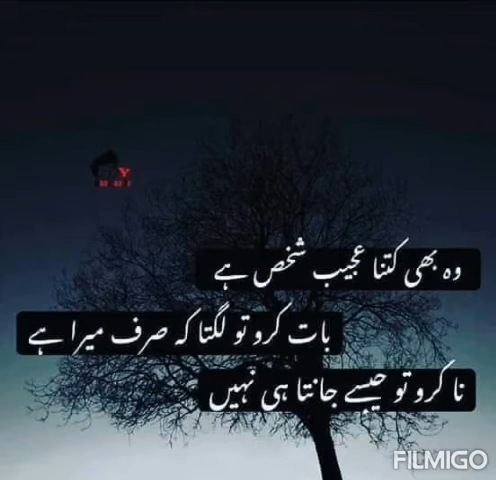 وہ بھی کتنا عجیب شخص ہے
بات کرو تو لگتا کہ صرف میرا ہے
نا کرو تو جیسے جانتا ہی نہیں
FILMIGO